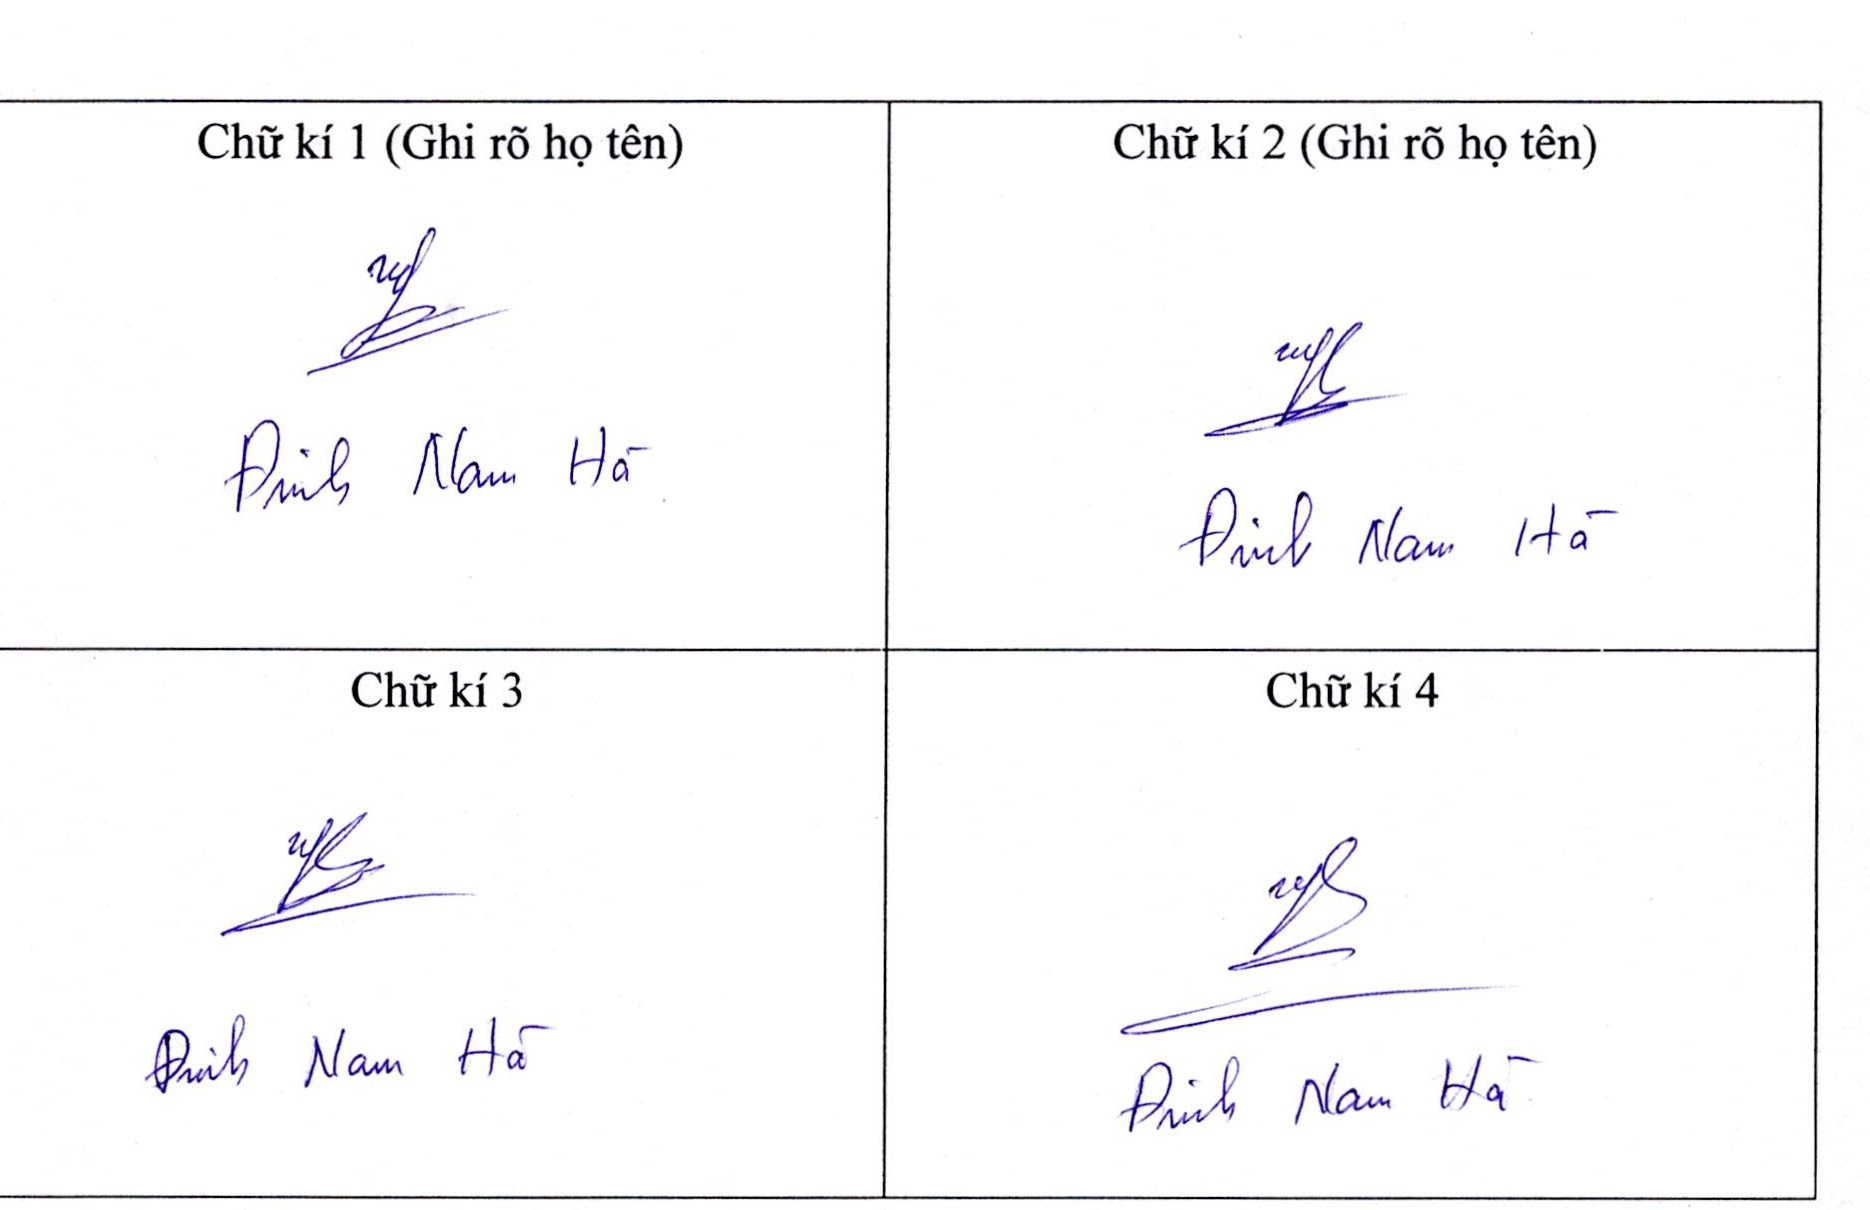 Chữ kí 1 (Ghi rõ họ tên)
Đinh Nam Hà
Chữ kí 2 (Ghi rõ họ tên)
Đinh Nam Hà
Chữ kí 3
Đinh Nam Hà
Chữ kí 4
Đinh Nam Hà